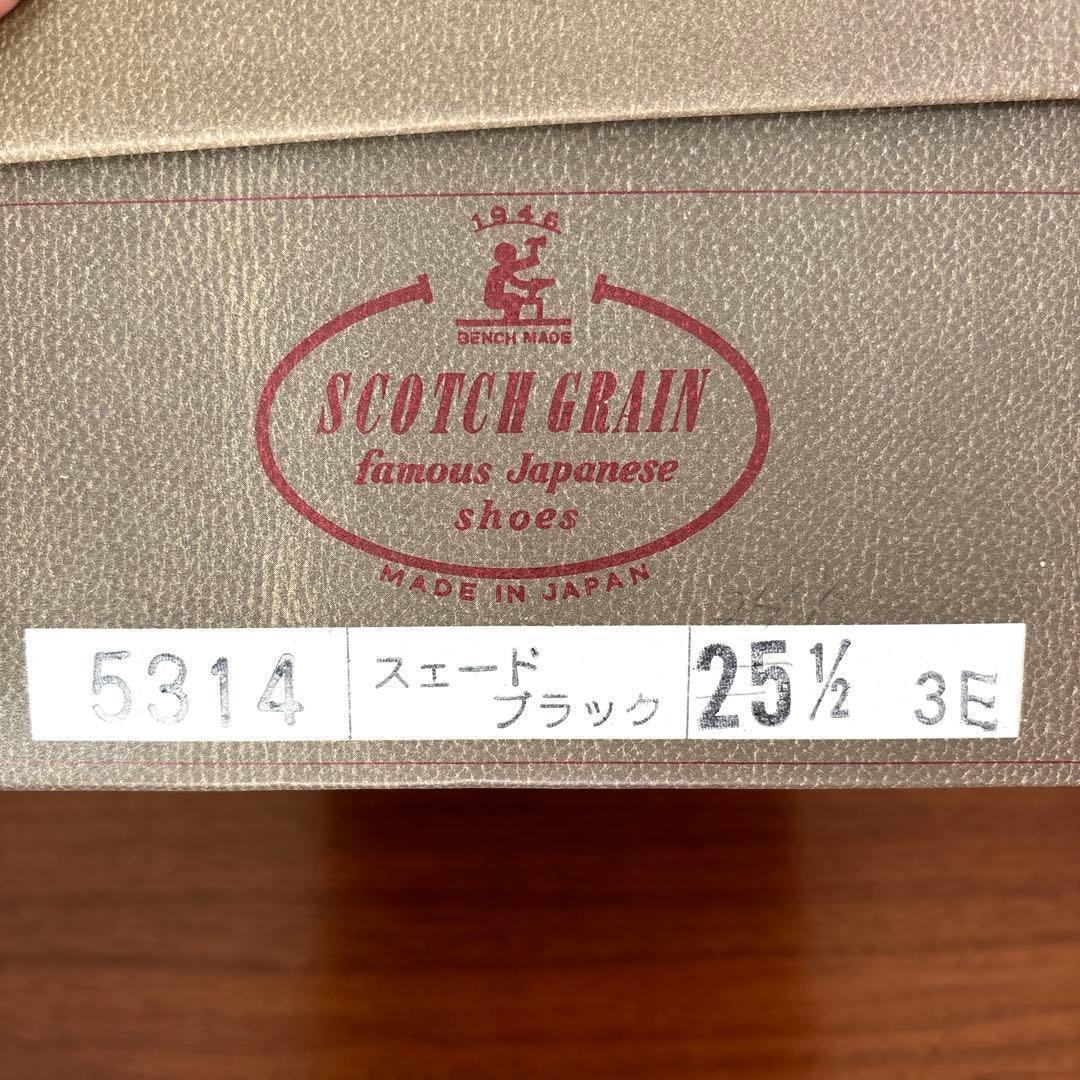 1946
BENCH MADE
SCOTCH GRAIN
famous Japanese
shoes
MADE IN JAPAN
5314
スエード
ブラック
25½ 3E